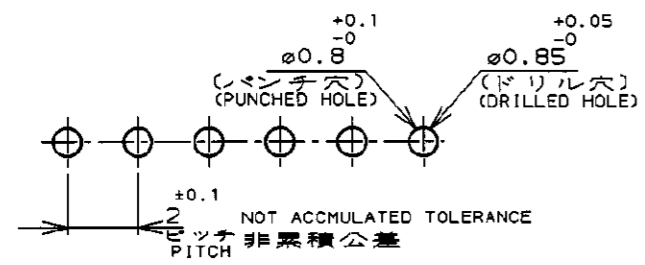 +0.1
-0
ø0.8
(パンチ穴)
(PUNCHED HOLE)
+0.05
-0
ø0.85
(ドリル穴)
(DRILLED HOLE)
±0.1
2
ピッチ
PITCH
NOT ACCMULATED TOLERANCE
非累積公差